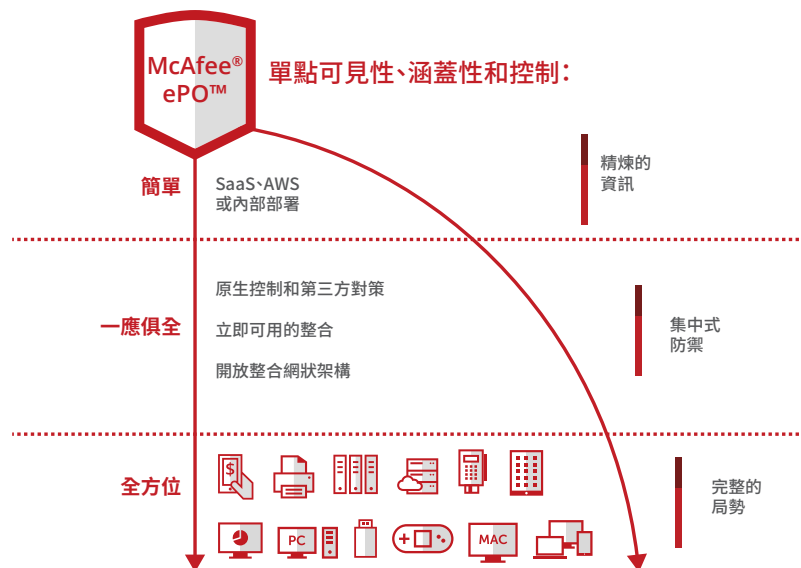 McAfee®
ePO™
單點可見性、涵蓋性和控制：
簡單
SaaS、AWS
或內部部署
精煉的
資訊
一應俱全
原生控制和第三方對策
立即可用的整合
開放整合網狀架構
集中式
防禦
全方位
$
完整的
局勢
PC
MAC